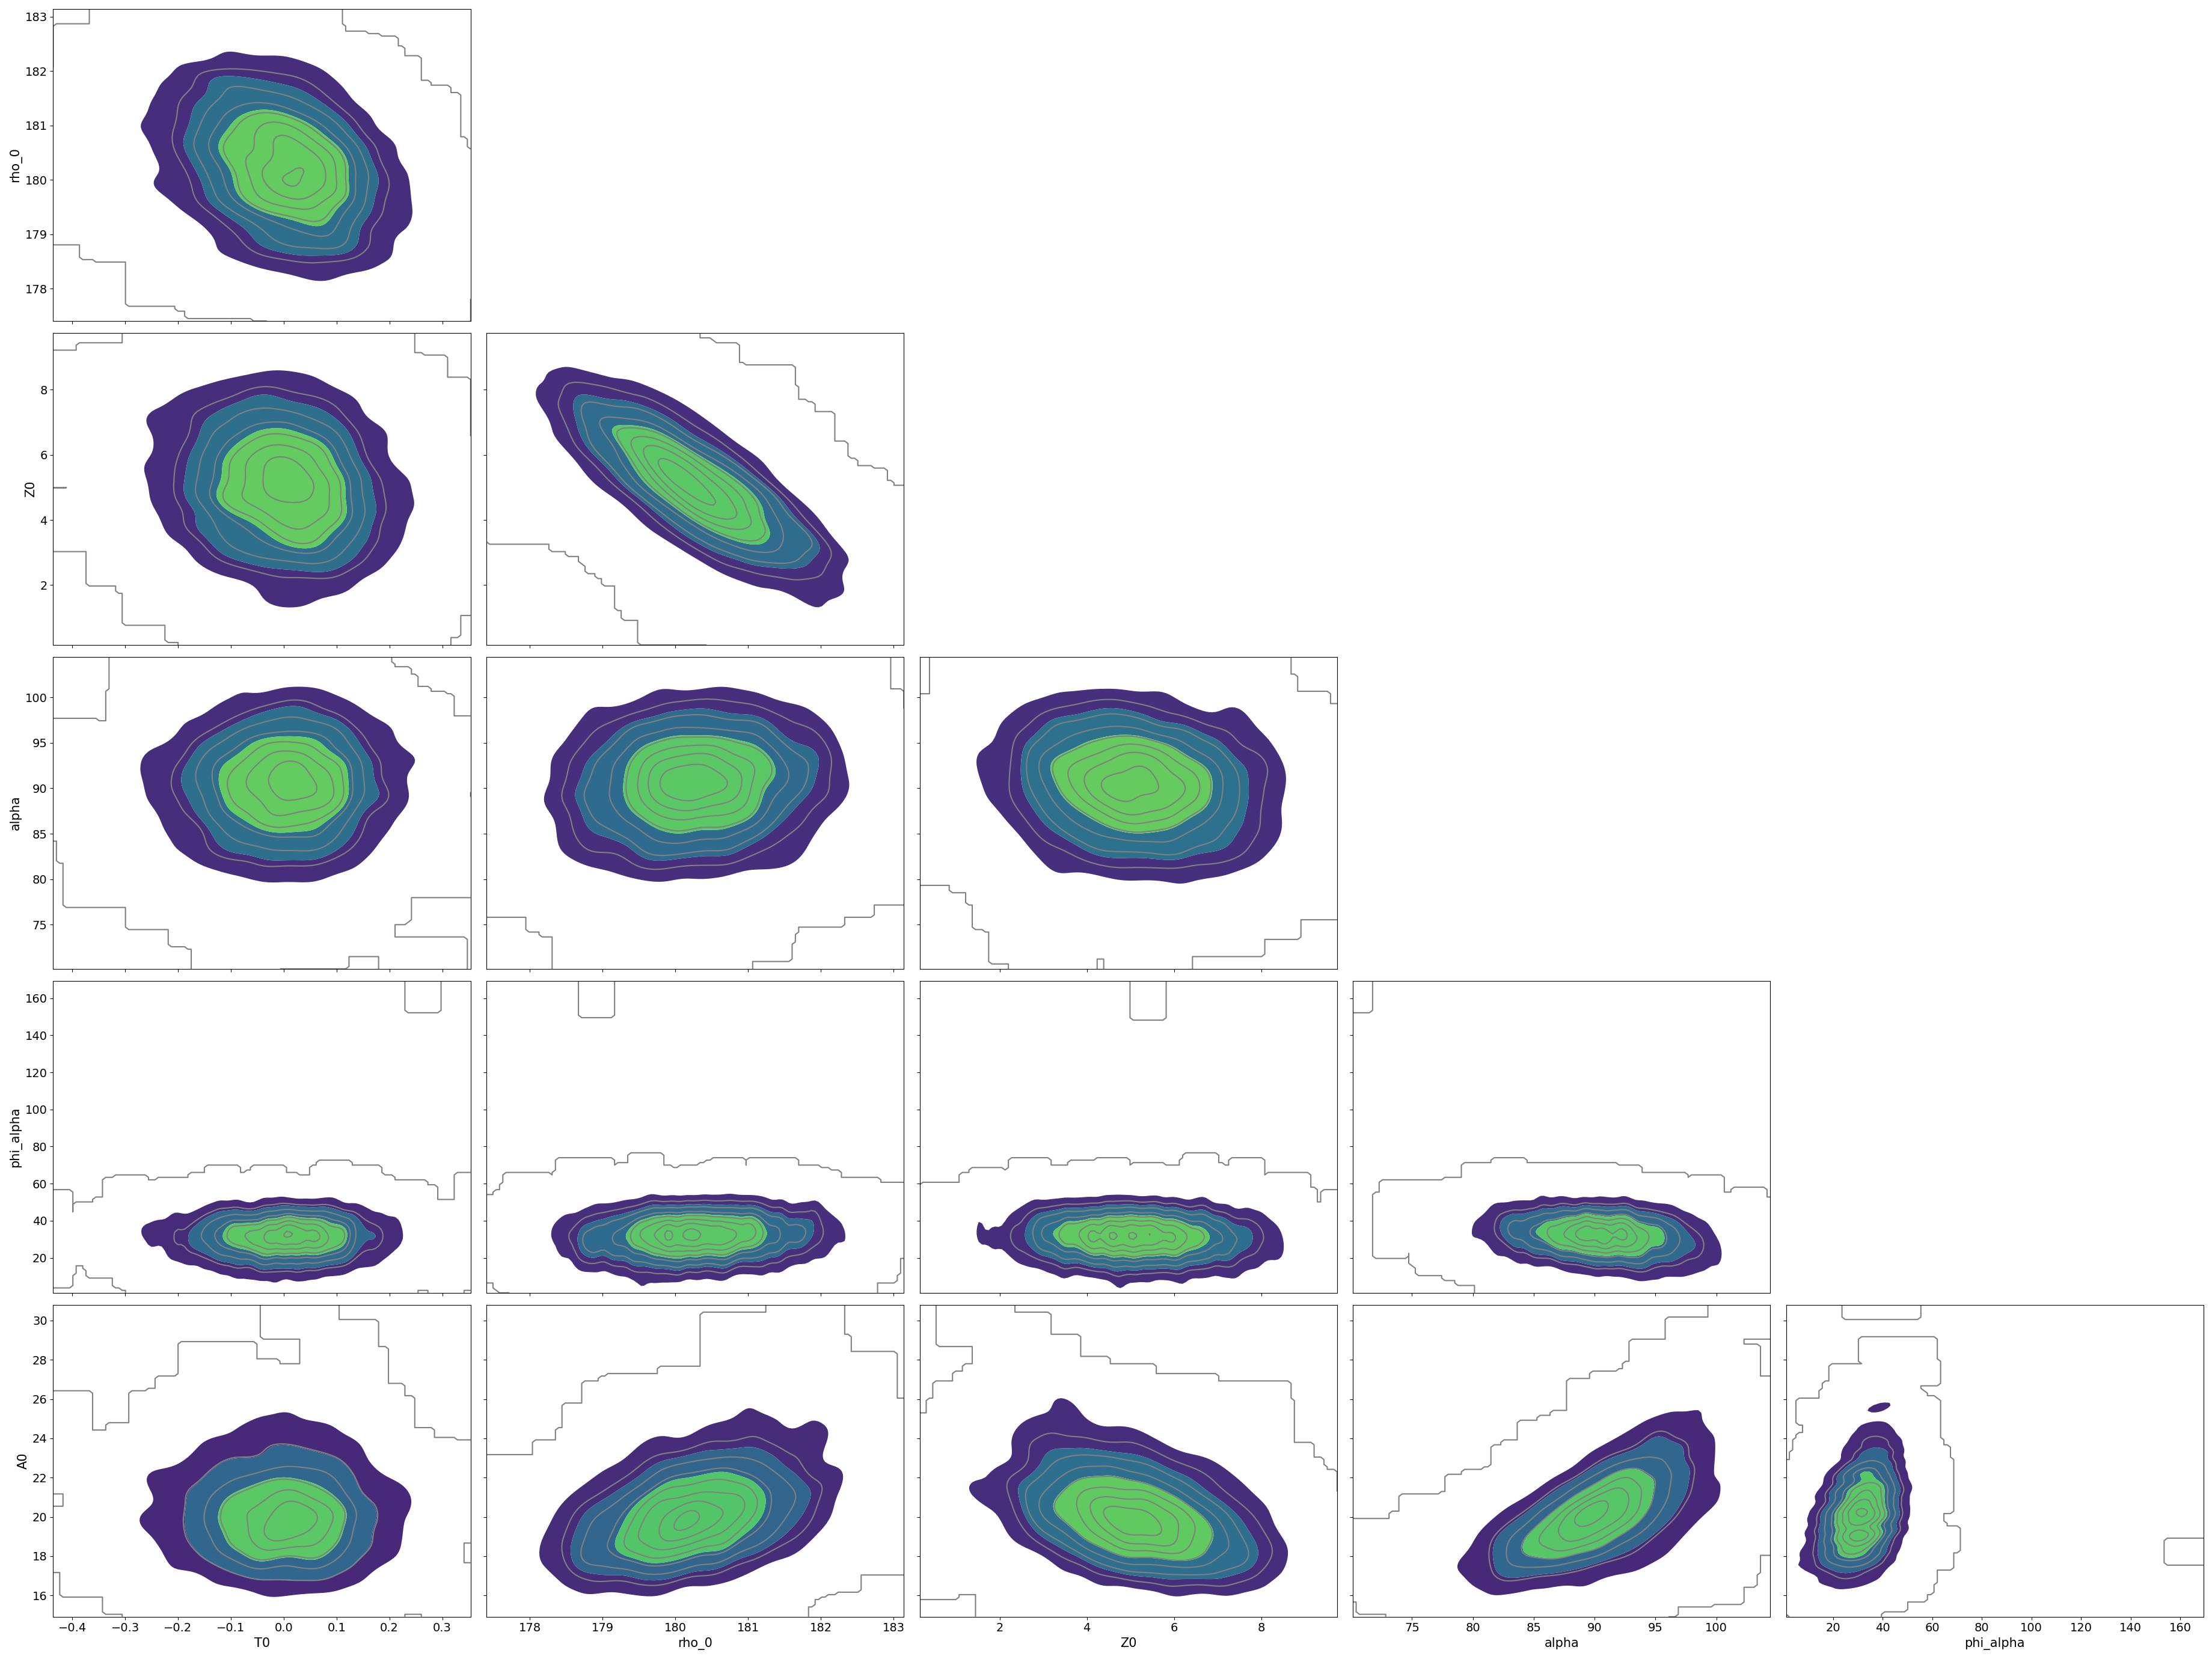 183
182
181
180
179
178
rho_0
8
6
4
2
Z0
100
95
90
85
80
75
alpha
160
140
120
100
80
60
40
20
phi_alpha
30
28
26
24
22
20
18
16
A0
−0.4 −0.3 −0.2 −0.1 0.0 0.1 0.2 0.3
T0
178 179 180 181 182 183
rho_0
2 4 6 8
Z0
75 80 85 90 95 100
alpha
20 40 60 80 100 120 140 160
phi_alpha